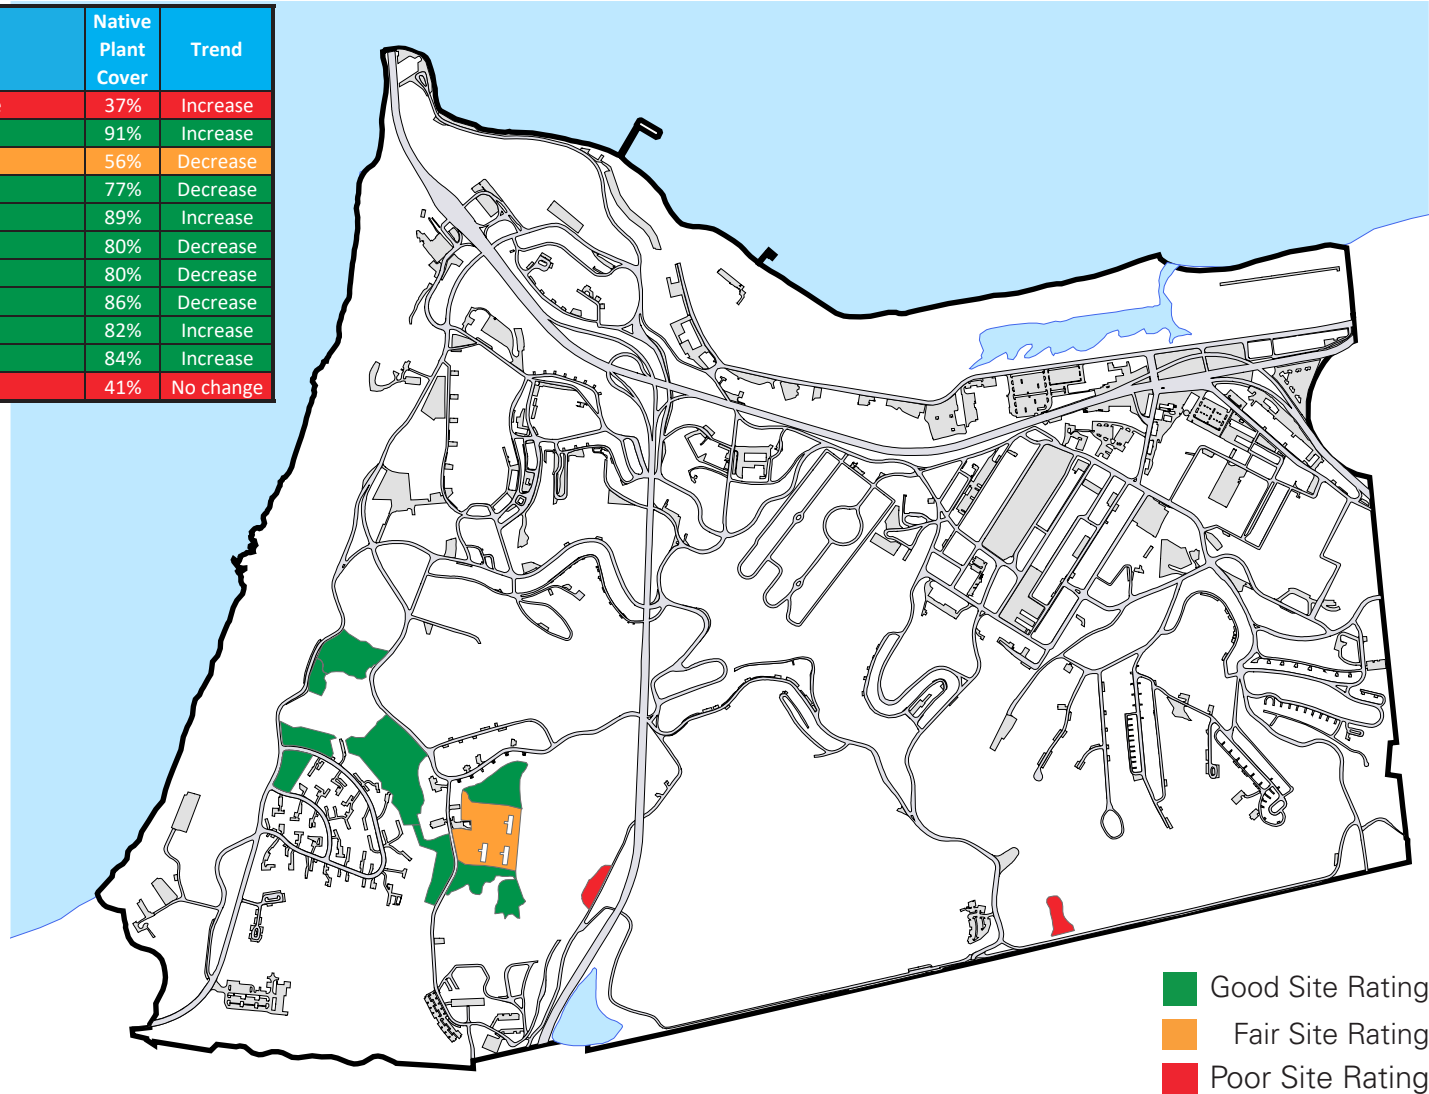 Native
Plant
Cover
Trend
37% Increase
91% Increase
56% Decrease
77% Decrease
89% Increase
80% Decrease
80% Decrease
86% Decrease
82% Increase
84% Increase
41% No change
Good Site Rating
Fair Site Rating
Poor Site Rating